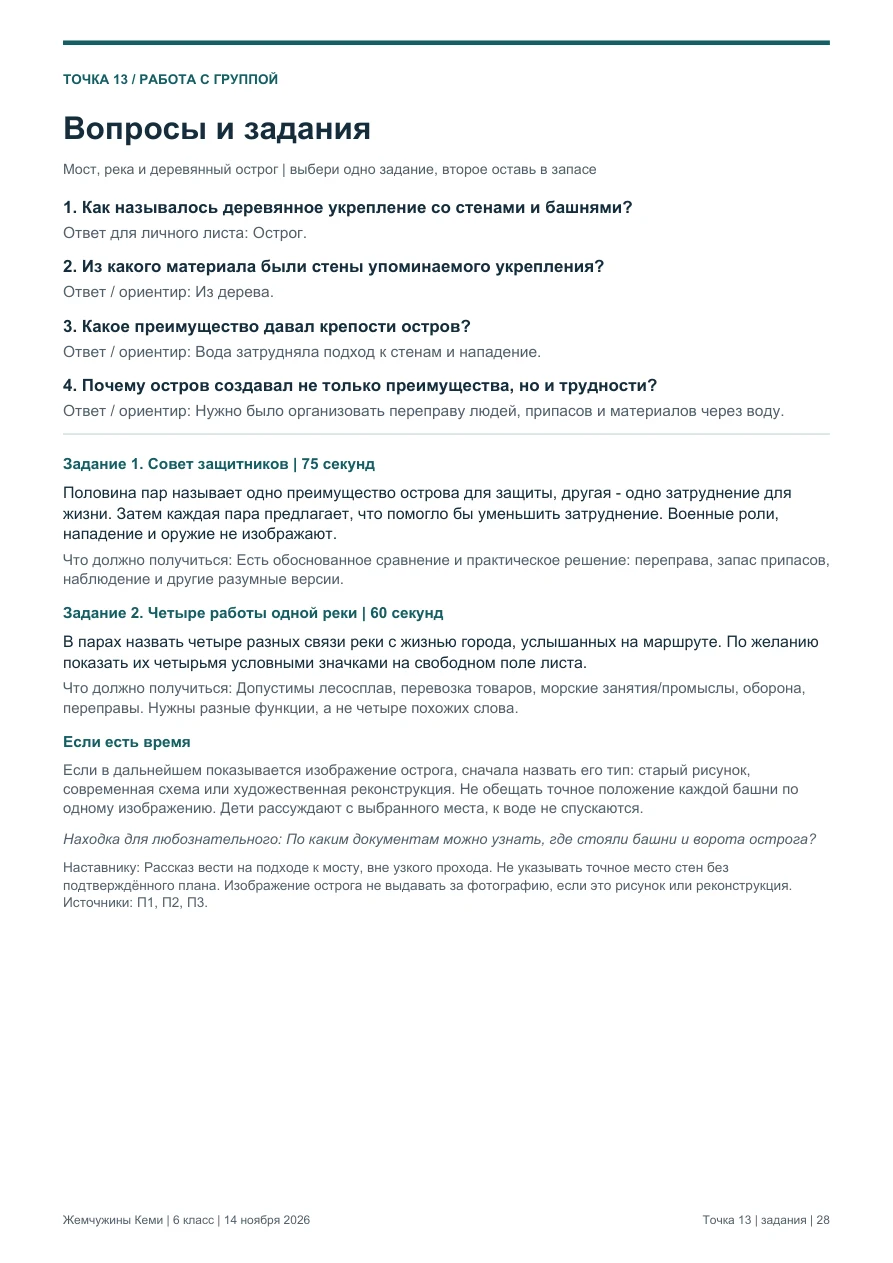 ТОЧКА 13 / РАБОТА С ГРУППОЙ
Вопросы и задания
Мост, река и деревянный острог | выбери одно задание, второе оставь в запасе
1. Как называлось деревянное укрепление со стенами и башнями?
Ответ для личного листа: Острог.
2. Из какого материала были стены упоминаемого укрепления?
Ответ / ориентир: Из дерева.
3. Какое преимущество давал крепости остров?
Ответ / ориентир: Вода затрудняла подход к стенам и нападение.
4. Почему остров создавал не только преимущества, но и трудности?
Ответ / ориентир: Нужно было организовать переправу людей, припасов и материалов через воду.
Задание 1. Совет защитников | 75 секунд
Половина пар называет одно преимущество острова для защиты, другая - одно затруднение для
жизни. Затем каждая пара предлагает, что помогло бы уменьшить затруднение. Военные роли,
нападение и оружие не изображают.
Что должно получиться: Есть обоснованное сравнение и практическое решение: переправа, запас припасов,
наблюдение и другие разумные версии.
Задание 2. Четыре работы одной реки | 60 секунд
В парах назвать четыре разных связи реки с жизнью города, услышанных на маршруте. По желанию
показать их четырьмя условными значками на свободном поле листа.
Что должно получиться: Допустимы лесосплав, перевозка товаров, морские занятия/промыслы, оборона,
переправы. Нужны разные функции, а не четыре похожих слова.
Если есть время
Если в дальнейшем показывается изображение острога, сначала назвать его тип: старый рисунок,
современная схема или художественная реконструкция. Не обещать точное положение каждой башни по
одному изображению. Дети рассуждают с выбранного места, к воде не спускаются.
Находка для любознательного: По каким документам можно узнать, где стояли башни и ворота острога?
Наставнику: Рассказ вести на подходе к мосту, вне узкого прохода. Не указывать точное место стен без
подтверждённого плана. Изображение острога не выдавать за фотографию, если это рисунок или реконструкция.
Источники: П1, П2, П3.
Жемчужины Кеми | 6 класс | 14 ноября 2026
Точка 13 | задания | 28